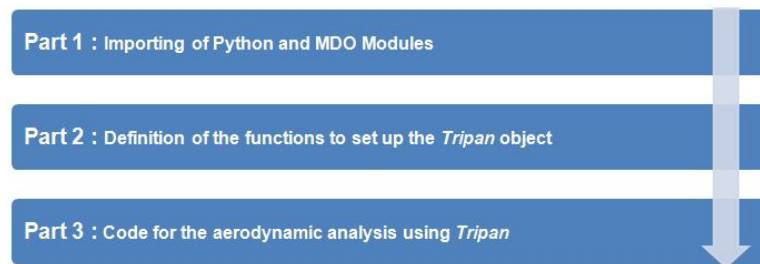 Part 1 : Importing of Python and MDO Modules
Part 2 : Definition of the functions to set up the Tripan object
Part 3 : Code for the aerodynamic analysis using Tripan